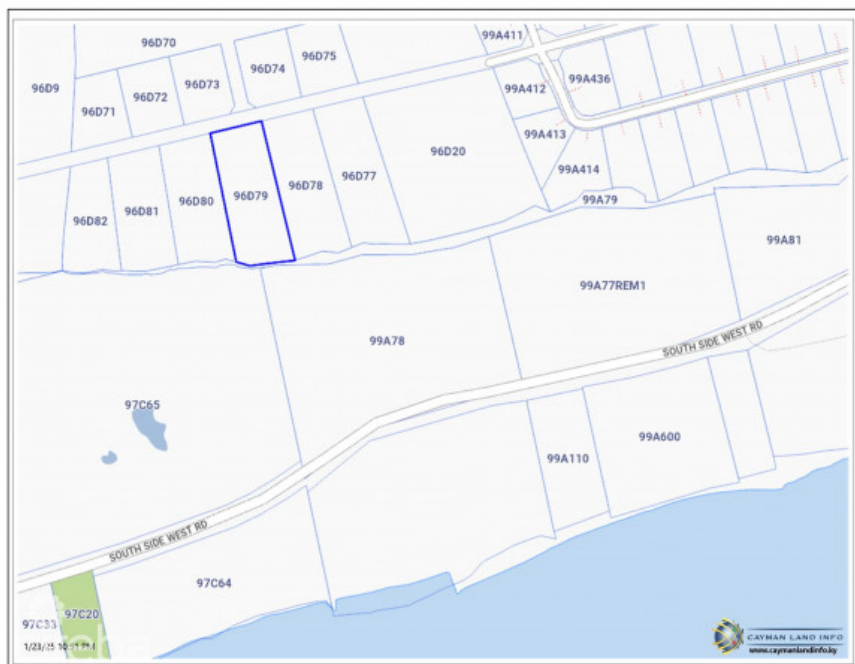 99A411
96D70
96D75
96D74
99A436
96D73
96D9
99A412
96D72
96D71
99A413
96D20
99A414
96D77
96D78
96D79
96D80
99A79
96D81
96D82
99A81
99A77REM1
99A78
SOUTH SIDE WEST RD
97C65
99A600
99A110
SOUTH SIDE WEST RD
97C64
97C20
97C33
CAYMAN LAND INFO
www.caymanlandinfo.ky